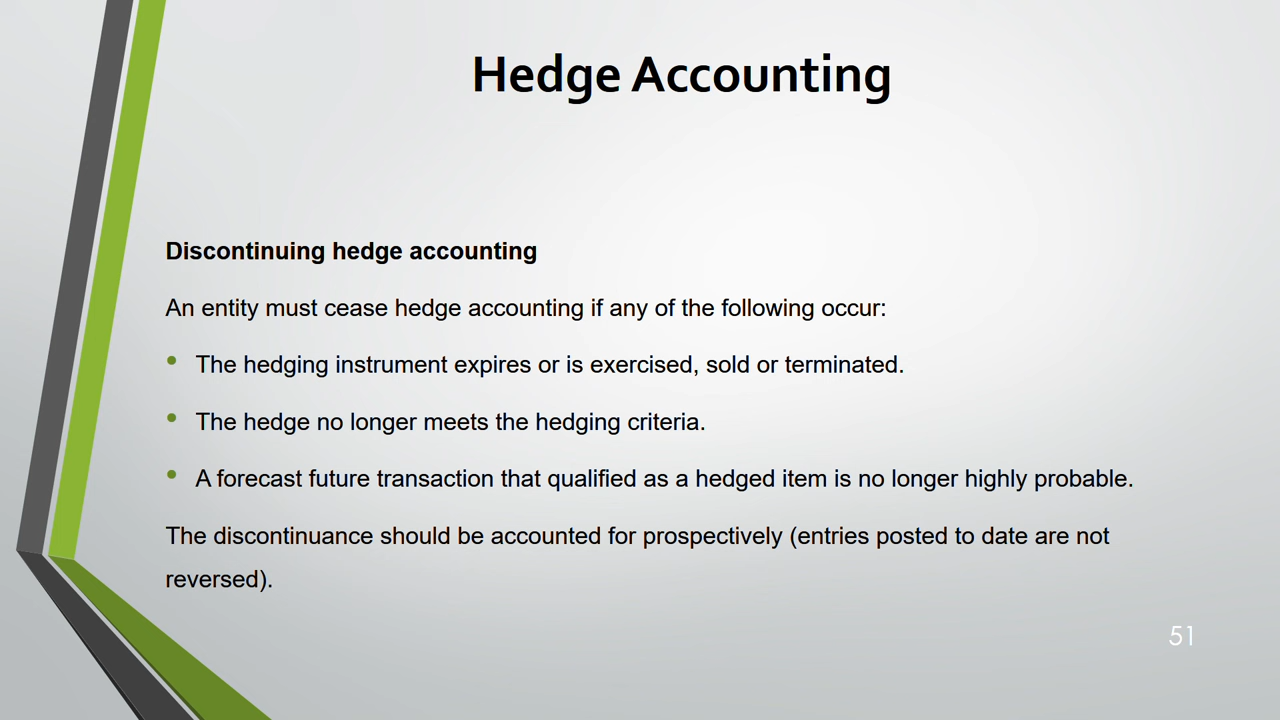 Hedge Accounting
Discontinuing hedge accounting
An entity must cease hedge accounting if any of the following occur:
• The hedging instrument expires or is exercised, sold or terminated.
• The hedge no longer meets the hedging criteria.
• A forecast future transaction that qualified as a hedged item is no longer highly probable.
The discontinuance should be accounted for prospectively (entries posted to date are not
reversed).
51